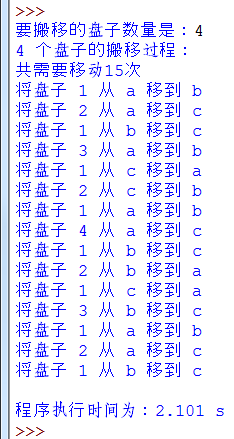 >>>
要搬移的盘子数量是：4
4 个盘子的搬移过程：
共需要移动15次
将盘子 1 从 a 移到 b
将盘子 2 从 a 移到 c
将盘子 1 从 b 移到 c
将盘子 3 从 a 移到 b
将盘子 1 从 c 移到 a
将盘子 2 从 c 移到 b
将盘子 1 从 a 移到 b
将盘子 4 从 a 移到 c
将盘子 1 从 b 移到 c
将盘子 2 从 b 移到 a
将盘子 1 从 c 移到 a
将盘子 3 从 b 移到 c
将盘子 1 从 a 移到 b
将盘子 2 从 a 移到 c
将盘子 1 从 b 移到 c
程序执行时间为：2.101 s
>>>